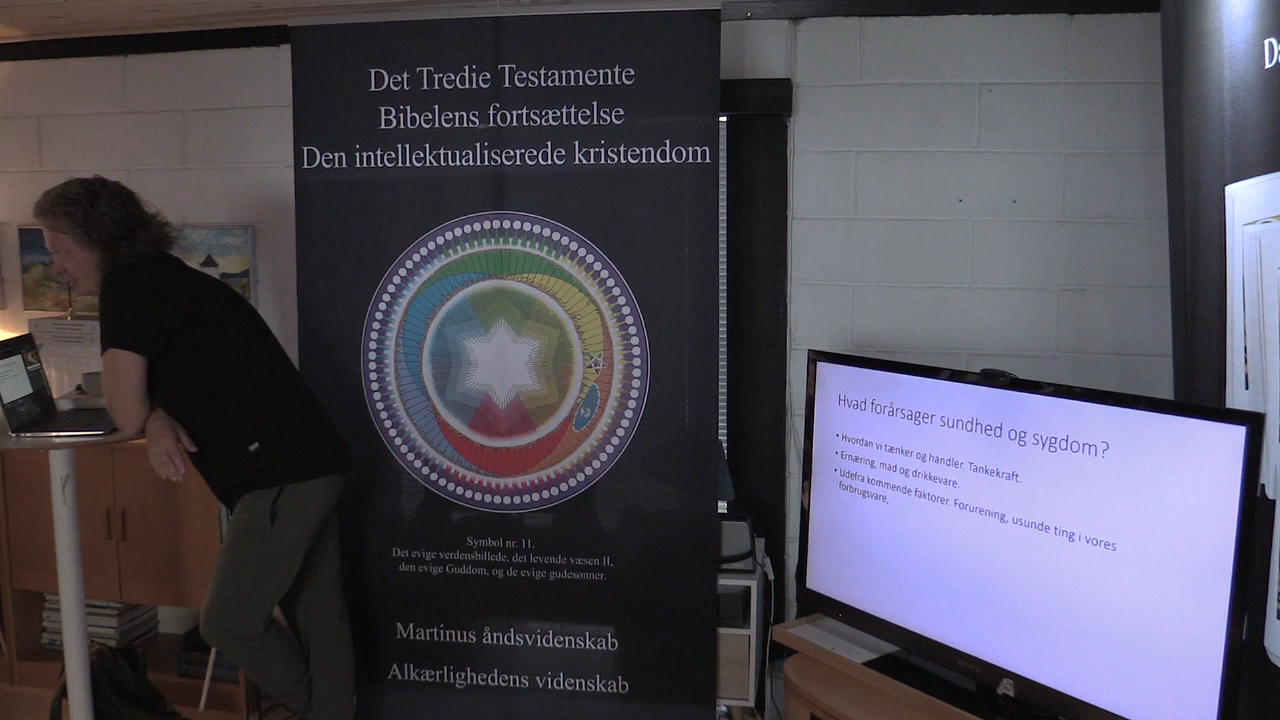 Det Tredie Testamente
Bibelens fortsættelse
Den intellektualiserede kristendom
Symbol nr. 11.
Det evige verdensbillede, det levende væsen II,
den evige Guddom, og de evige gudesønner.
Martinus åndsvidenskab
Alkærlighedens videnskab
Hvad forårsager sundhed og sygdom?
• Hvordan vi tænker og handler. Tankekraft.
• Ernæring, mad og drikkevare.
• Udefra kommende faktorer. Forurening, usunde ting i vores
forbrugsvare,
SONY